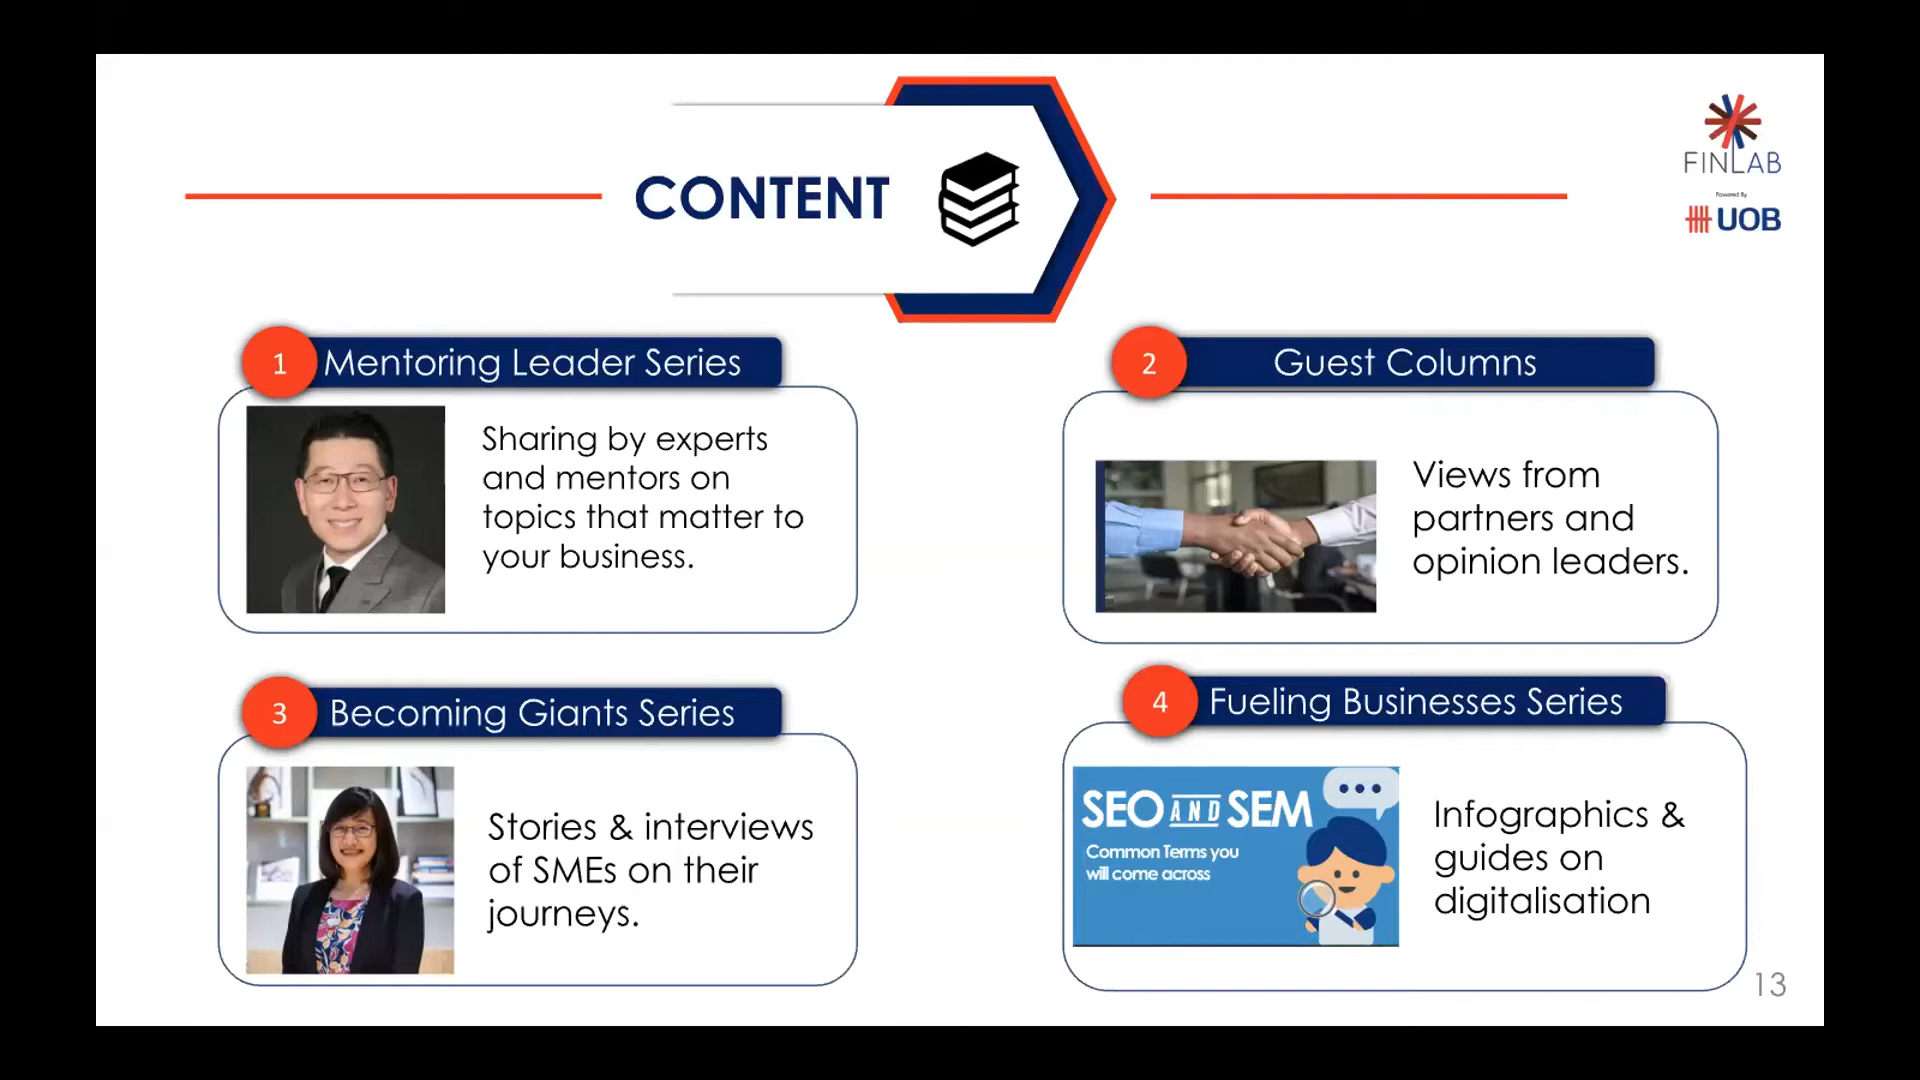 CONTENT
FINLAB
Powered By
UOB
1 Mentoring Leader Series
Sharing by experts
and mentors on
topics that matter to
your business.
2 Guest Columns
Views from
partners and
opinion leaders.
3 Becoming Giants Series
Stories & interviews
of SMEs on their
journeys.
4 Fueling Businesses Series
SEO AND SEM
Common Terms you
will come across
Infographics &
guides on
digitalisation
13